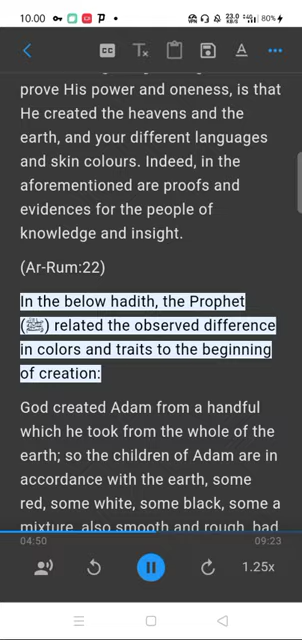 10.00
23.0
KB/S
80%
CC
prove His power and oneness, is that
He created the heavens and the
earth, and your different languages
and skin colours. Indeed, in the
aforementioned are proofs and
evidences for the people of
knowledge and insight.
(Ar-Rum:22)
In the below hadith, the Prophet
(ﷺ) related the observed difference
in colors and traits to the beginning
of creation:
God created Adam from a handful
which he took from the whole of the
earth; so the children of Adam are in
accordance with the earth, some
red, some white, some black, some a
mixture, also smooth and rough, bad
04:50
09:23
1.25x